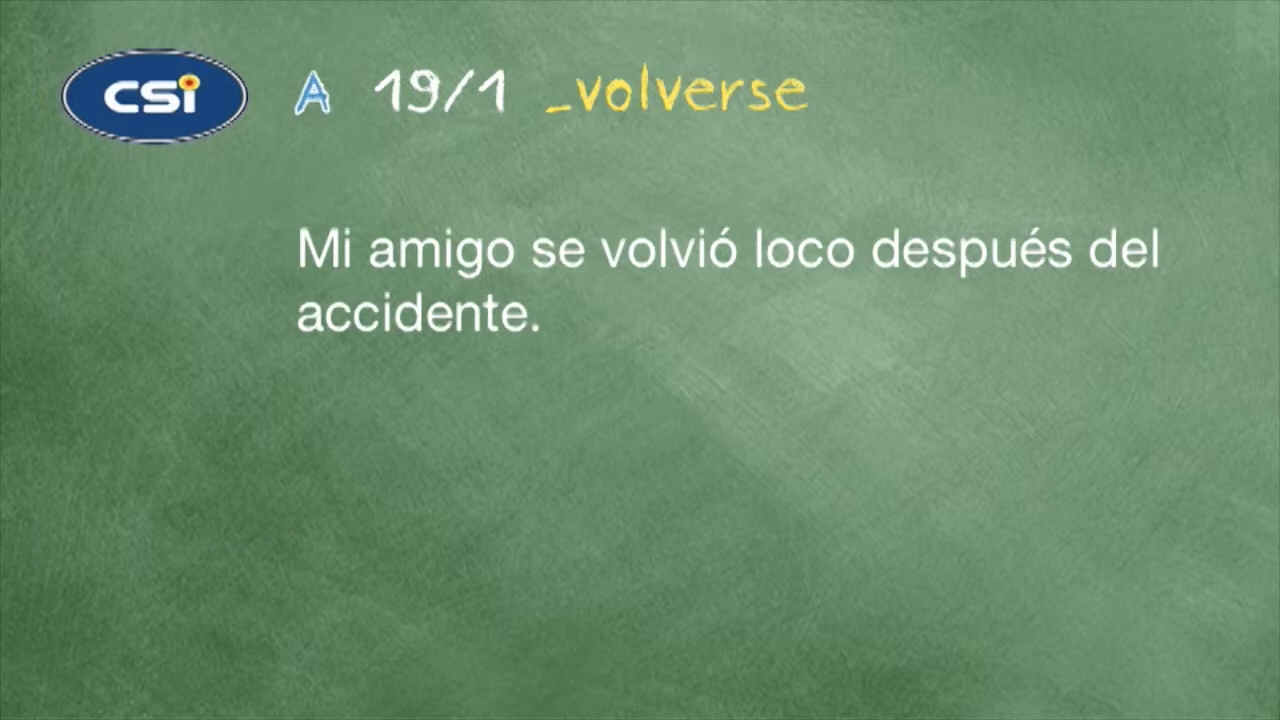 CSi A 19/1 _volverse
Mi amigo se volvió loco después del
accidente.